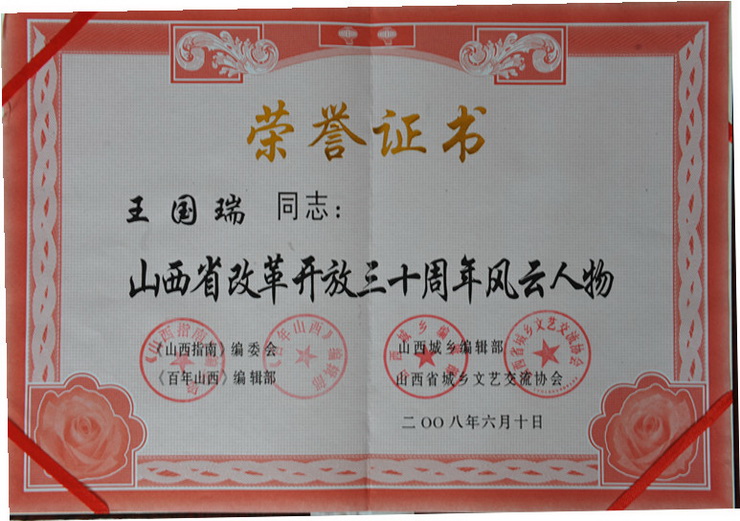 荣誉证书
王国瑞 同志：
山西省改革开放三十周年风云人物
《山西指南》编委会
《百年山西》编辑部
山西城乡编辑部
山西省城乡文艺交流协会
二〇〇八年六月十日